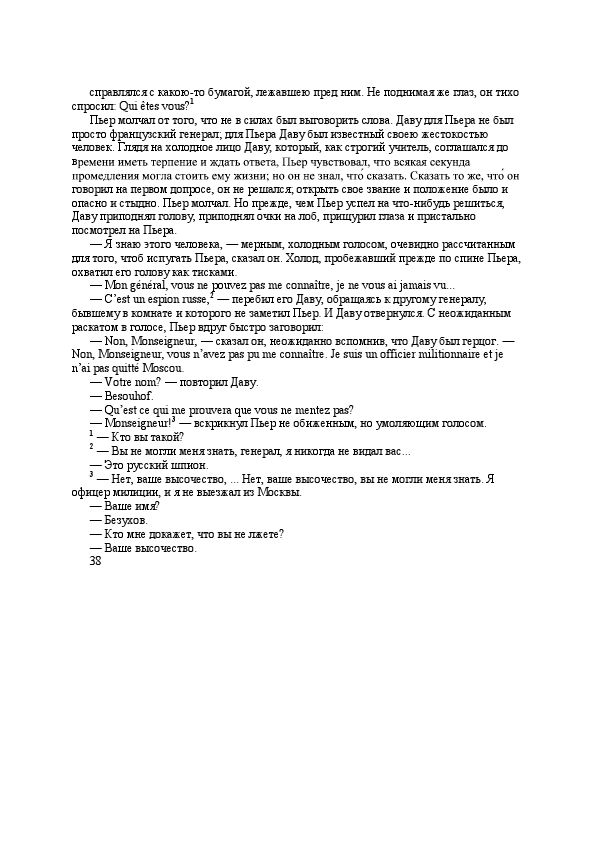 справлялся с какою-то бумагой, лежавшею пред ним. Не поднимая же глаз, он тихо
спросил: Qui êtes vous?1
Пьер молчал от того, что не в силах был выговорить слова. Даву для Пьера не был
просто французский генерал; для Пьера Даву был известный своею жестокостью
человек. Глядя на холодное лицо Даву, который, как строгий учитель, соглашался до
времени иметь терпение и ждать ответа, Пьер чувствовал, что всякая секунда
промедления могла стоить ему жизни; но он не знал, что́ сказать. Сказать то же, что́ он
говорил на первом допросе, он не решался; открыть свое звание и положение было и
опасно и стыдно. Пьер молчал. Но прежде, чем Пьер успел на что-нибудь решиться,
Даву приподнял голову, приподнял очки на лоб, прищурил глаза и пристально
посмотрел на Пьера.
— Я знаю этого человека, — мерным, холодным голосом, очевидно рассчитанным
для того, чтоб испугать Пьера, сказал он. Холод, пробежавший прежде по спине Пьера,
охватил его голову как тисками.
— Mon général, vous ne pouvez pas me connaître, je ne vous ai jamais vu...
— C’est un espion russe,2 — перебил его Даву, обращаясь к другому генералу,
бывшему в комнате и которого не заметил Пьер. И Даву отвернулся. С неожиданным
раскатом в голосе, Пьер вдруг быстро заговорил:
— Non, Monseigneur, — сказал он, неожиданно вспомнив, что Даву был герцог. —
Non, Monseigneur, vous n’avez pas pu me connaître. Je suis un officier militionnaire et je
n’ai pas quitté Moscou.
— Votre nom? — повторил Даву.
— Besouhof.
— Qu’est ce qui me prouvera que vous ne mentez pas?
— Monseigneur!3 — вскрикнул Пьер не обиженным, но умоляющим голосом.
1 — Кто вы такой?
2 — Вы не могли меня знать, генерал, я никогда не видал вас...
— Это русский шпион.
3 — Нет, ваше высочество, ... Нет, ваше высочество, вы не могли меня знать. Я
офицер милиции, и я не выезжал из Москвы.
— Ваше имя?
— Безухов.
— Кто мне докажет, что вы не лжете?
— Ваше высочество.
38